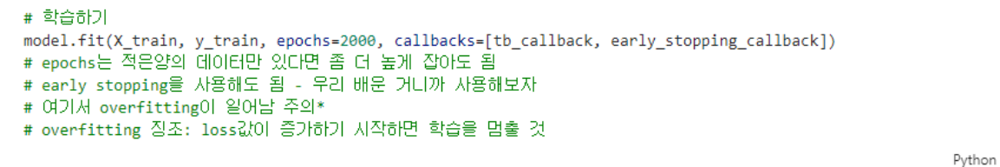 # 학습하기
model.fit(X_train, y_train, epochs=2000, callbacks=[tb_callback, early_stopping_callback])
# epochs는 적은양의 데이터만 있다면 좀 더 높게 잡아도 됨
# early stopping을 사용해도 됨 - 우리 배운 거니까 사용해보자
# 여기서 overfitting이 일어남 주의*
# overfitting 징조: loss값이 증가하기 시작하면 학습을 멈출 것
Python